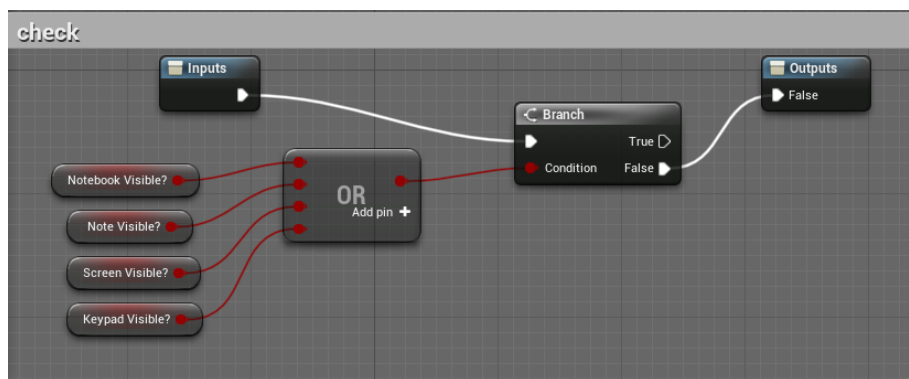 check
Inputs
Outputs
False
Branch
True
Condition
False
Notebook Visible?
OR
Add pin
Note Visible?
Screen Visible?
Keypad Visible?